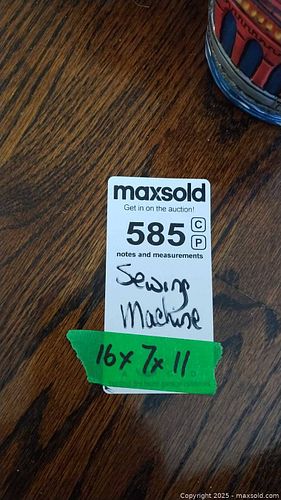 maxsold
Get in on the auction!
585 C
P
notes and measurements
Sewing
Machine
16x7x11
Copyright © 2025 - maxsold.com